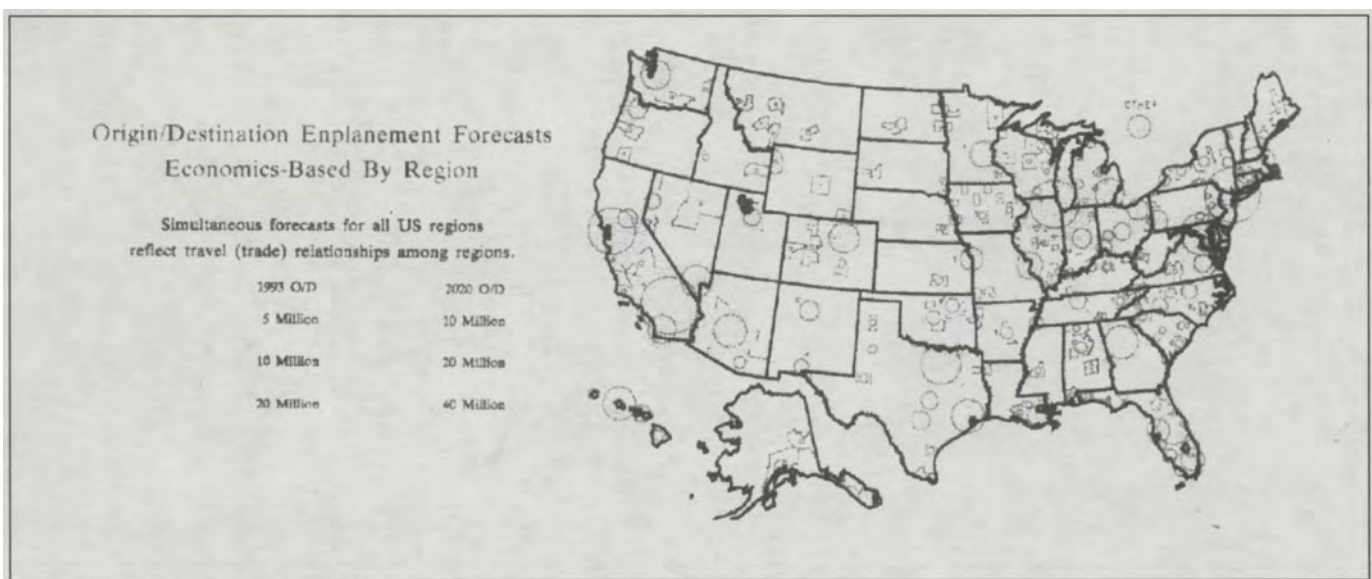 Origin/Destination Enplanement Forecasts
Economics-Based By Region
Simultaneous forecasts for all US regions
reflect travel (trade) relationships among regions.
1993 O/D 2020 O/D
5 Million 10 Million
10 Million 20 Million
20 Million 40 Million
OTHER